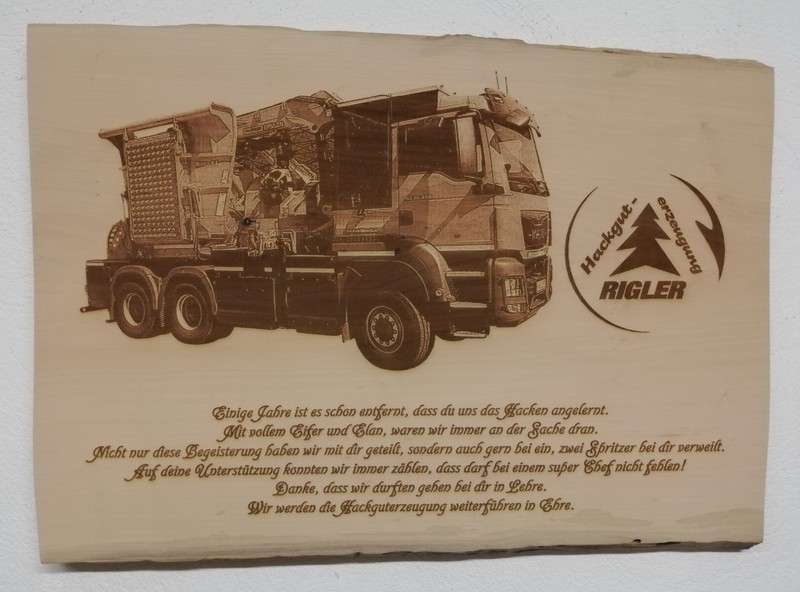 Hackgut-
erzeugung
RIGLER
Einige Jahre ist es schon entfernt, dass du uns das Hacken angelernt.
Mit vollem Eifer und Elan, waren wir immer an der Sache dran.
Nicht nur diese Begeisterung haben wir mit dir geteilt, sondern auch gern bei ein, zwei Spritzer bei dir verweilt.
Auf deine Unterstützung konnten wir immer zählen, dass darf bei einem super Chef nicht fehlen!
Danke, dass wir durften gehen bei dir in Lehre.
Wir werden die Hackguterzeugung weiterführen in Ehre.